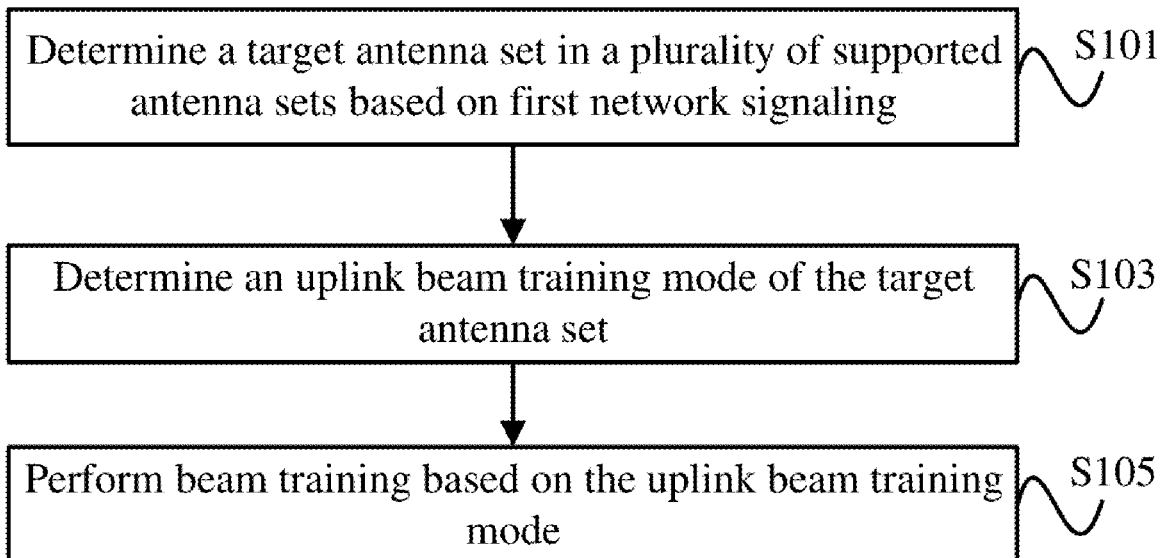 Determine a target antenna set in a plurality of supported
antenna sets based on first network signaling
S101
Determine an uplink beam training mode of the target
antenna set
S103
Perform beam training based on the uplink beam training
mode
S105